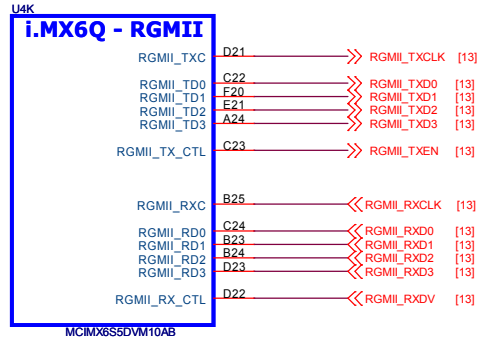 U4K
i.MX6Q - RGMII
RGMII_TXC D21 RGMII_TXCLK [13]
RGMII_TD0 C22 RGMII_TXD0 [13]
RGMII_TD1 F20 RGMII_TXD1 [13]
RGMII_TD2 E21 RGMII_TXD2 [13]
RGMII_TD3 A24 RGMII_TXD3 [13]
RGMII_TX_CTL C23 RGMII_TXEN [13]
RGMII_RXC B25 RGMII_RXCLK [13]
RGMII_RD0 C24 RGMII_RXD0 [13]
RGMII_RD1 B23 RGMII_RXD1 [13]
RGMII_RD2 B24 RGMII_RXD2 [13]
RGMII_RD3 D23 RGMII_RXD3 [13]
RGMII_RX_CTL D22 RGMII_RXDV [13]
MCIMX6S5DVM10AB